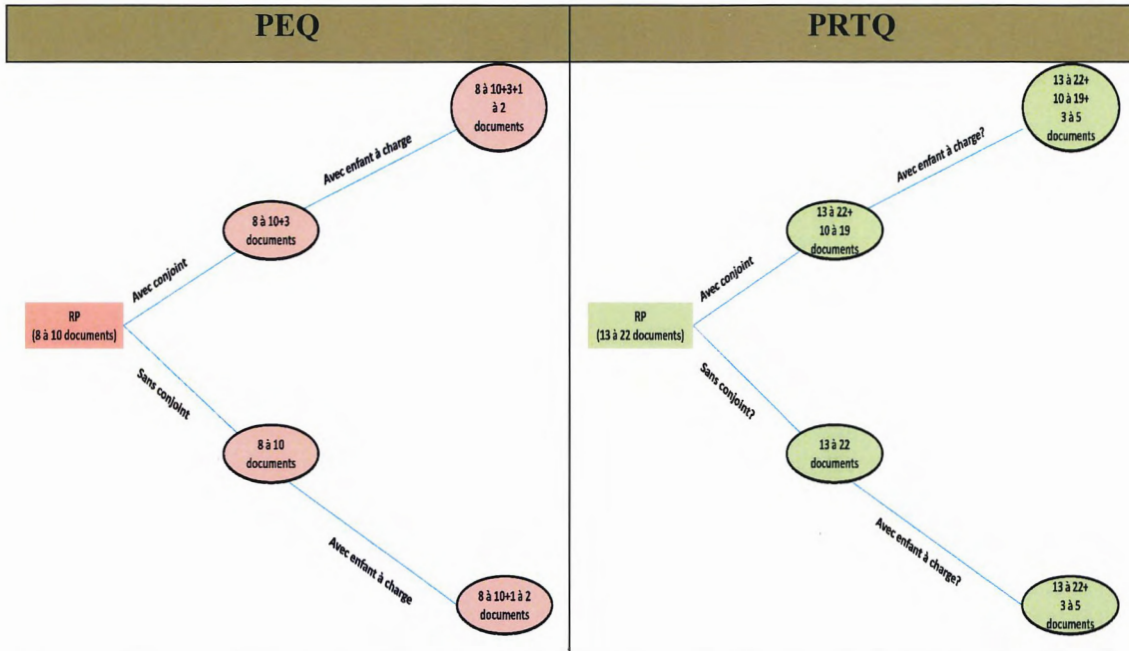 PEQ
8 à 10+3+1
à 2
documents
Avec enfant à charge
8 à 10+3
documents
Avec conjoint
RP
(8 à 10 documents)
Sans conjoint
8 à 10
documents
Avec enfant à charge
8 à 10+1 à 2
documents
PRTQ
13 à 22+
10 à 19+
3 à 5
documents
Avec enfant à charge?
13 à 22+
10 à 19
documents
Avec conjoint
RP
(13 à 22 documents)
Sans conjoint?
13 à 22
documents
Avec enfant à charge?
13 à 22+
3 à 5
documents